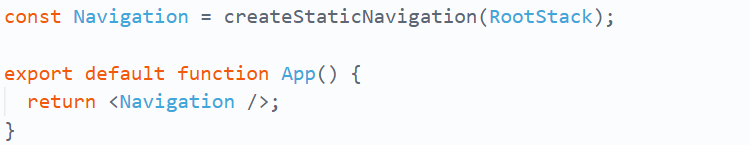 const Navigation = createStaticNavigation(RootStack);

export default function App() {
  return <Navigation />;
}